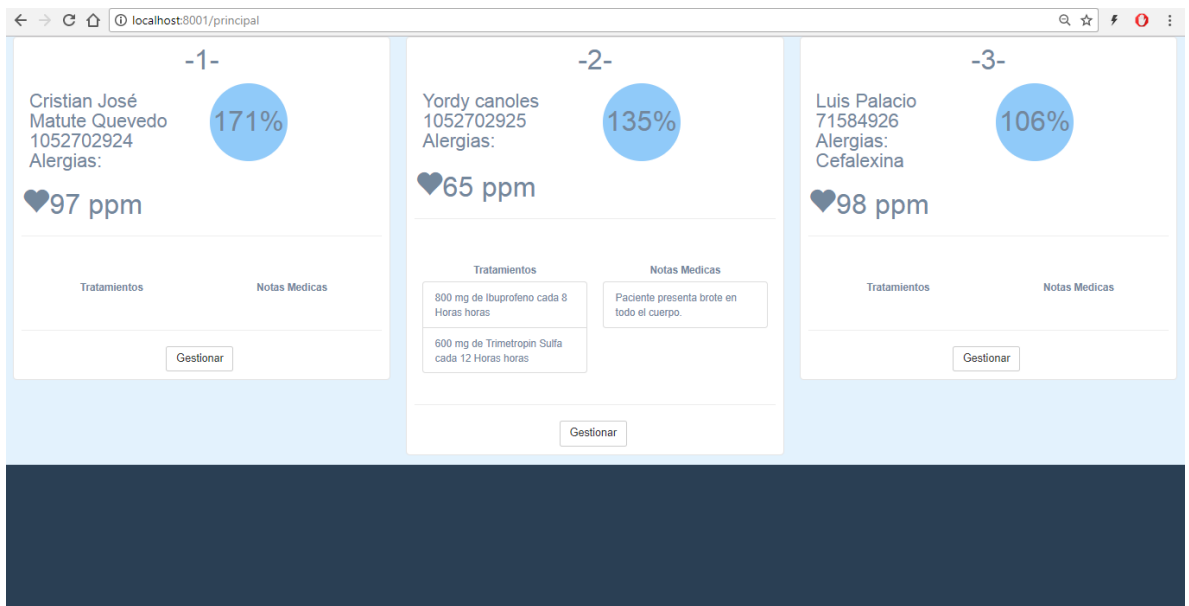 localhost:8001/principal
-1-
Cristian José
Matute Quevedo
1052702924
Alergias:
171%
97 ppm
Tratamientos
Notas Medicas
Gestionar
-2-
Yordy canoles
1052702925
Alergias:
135%
65 ppm
Tratamientos
800 mg de Ibuprofeno cada 8
Horas horas
600 mg de Trimetropin Sulfa
cada 12 Horas horas
Notas Medicas
Paciente presenta brote en
todo el cuerpo.
Gestionar
-3-
Luis Palacio
71584926
Alergias:
Cefalexina
106%
98 ppm
Tratamientos
Notas Medicas
Gestionar